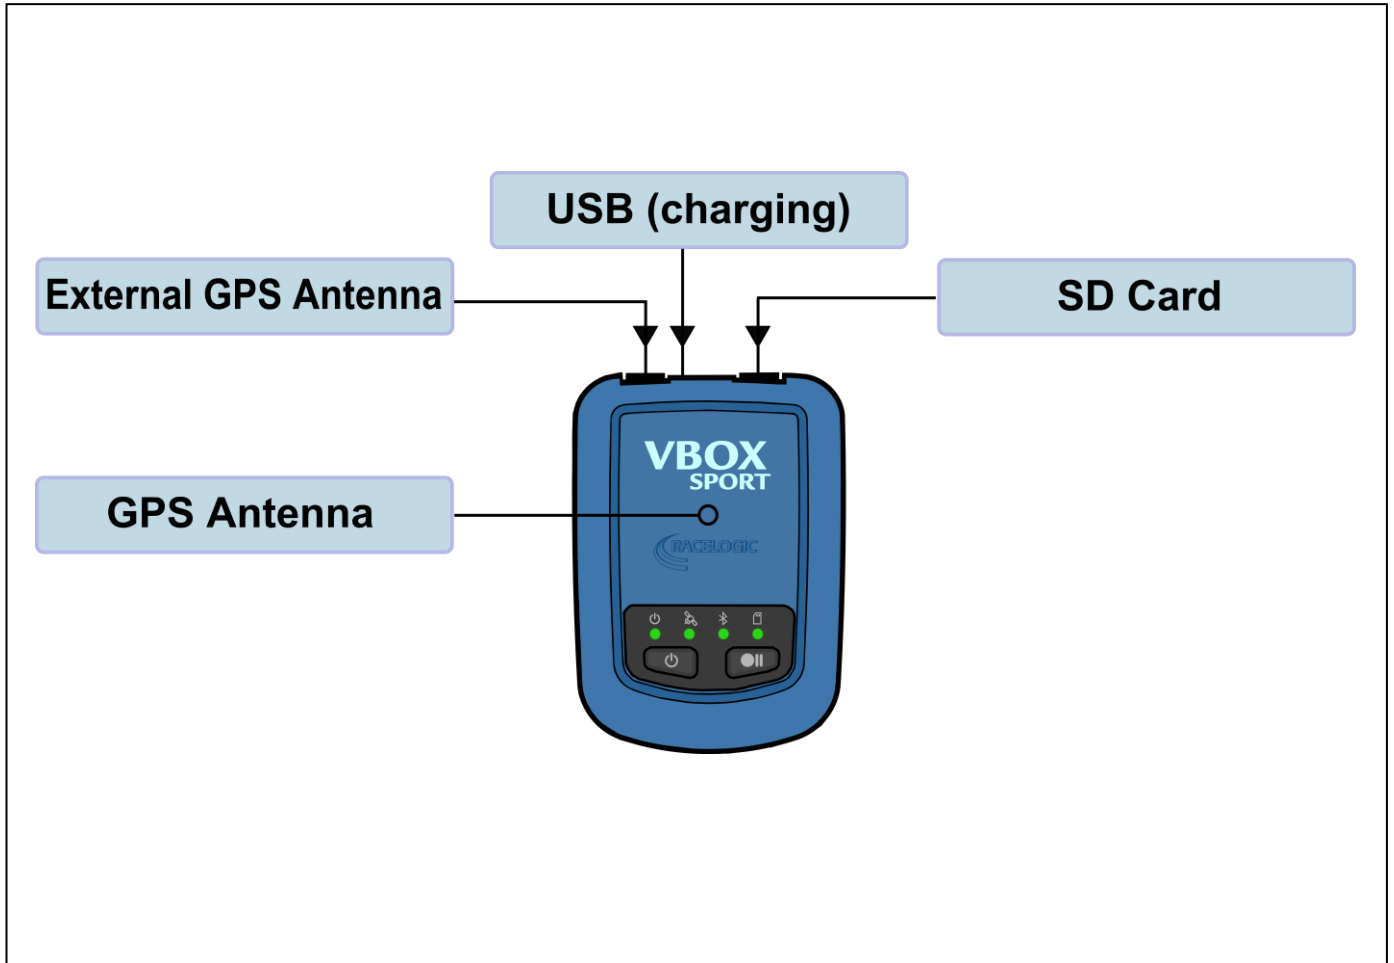 USB (charging)
External GPS Antenna
SD Card
VBOX
SPORT
GPS Antenna
RACELOGIC